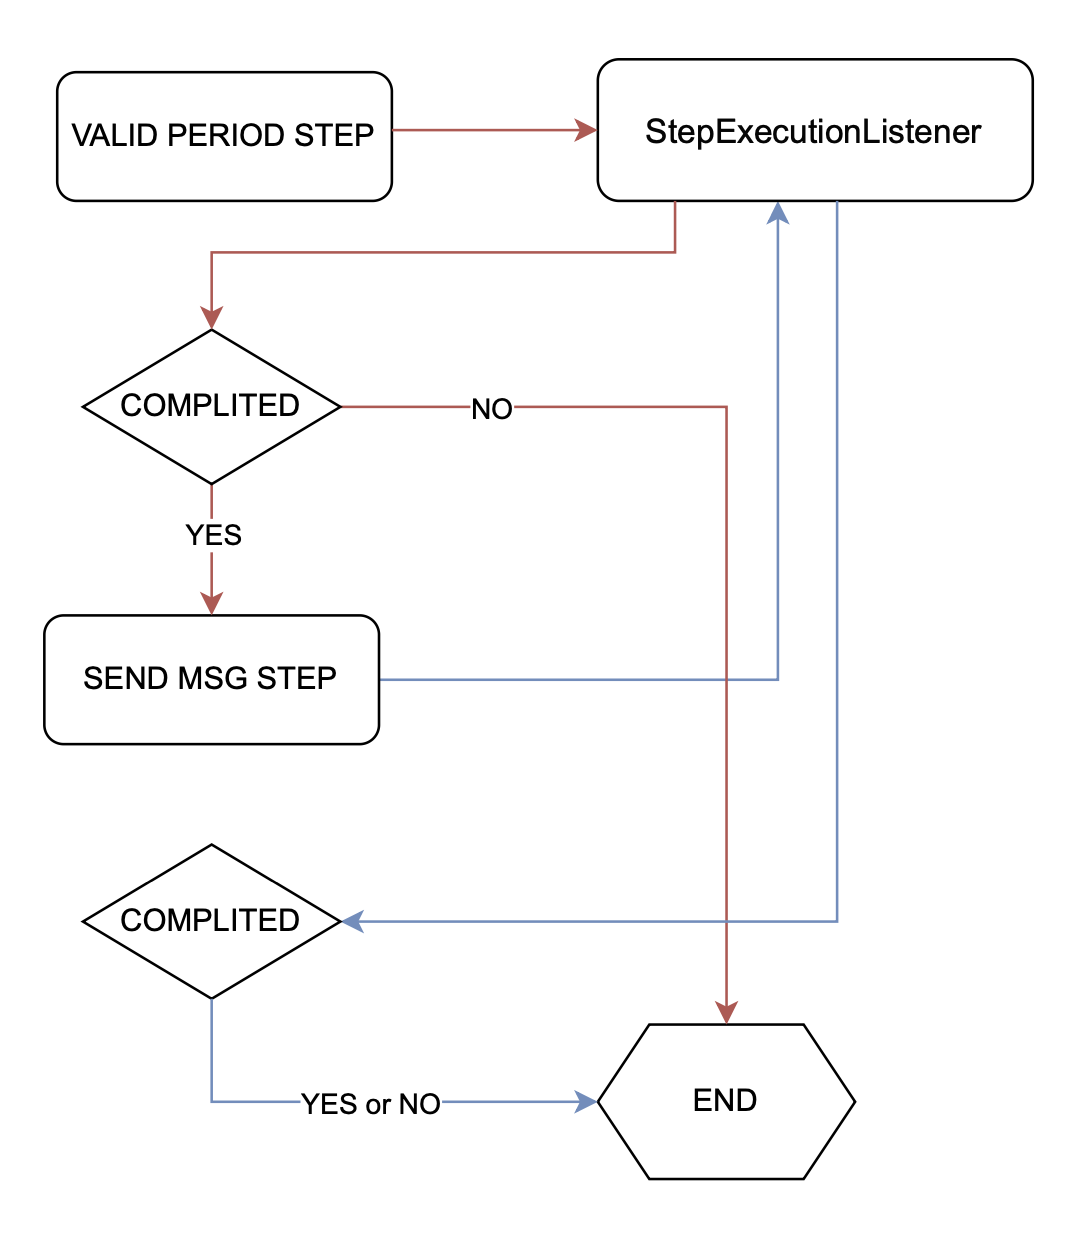 VALID PERIOD STEP
StepExecutionListener
COMPLITED
NO
YES
SEND MSG STEP
COMPLITED
YES or NO
END